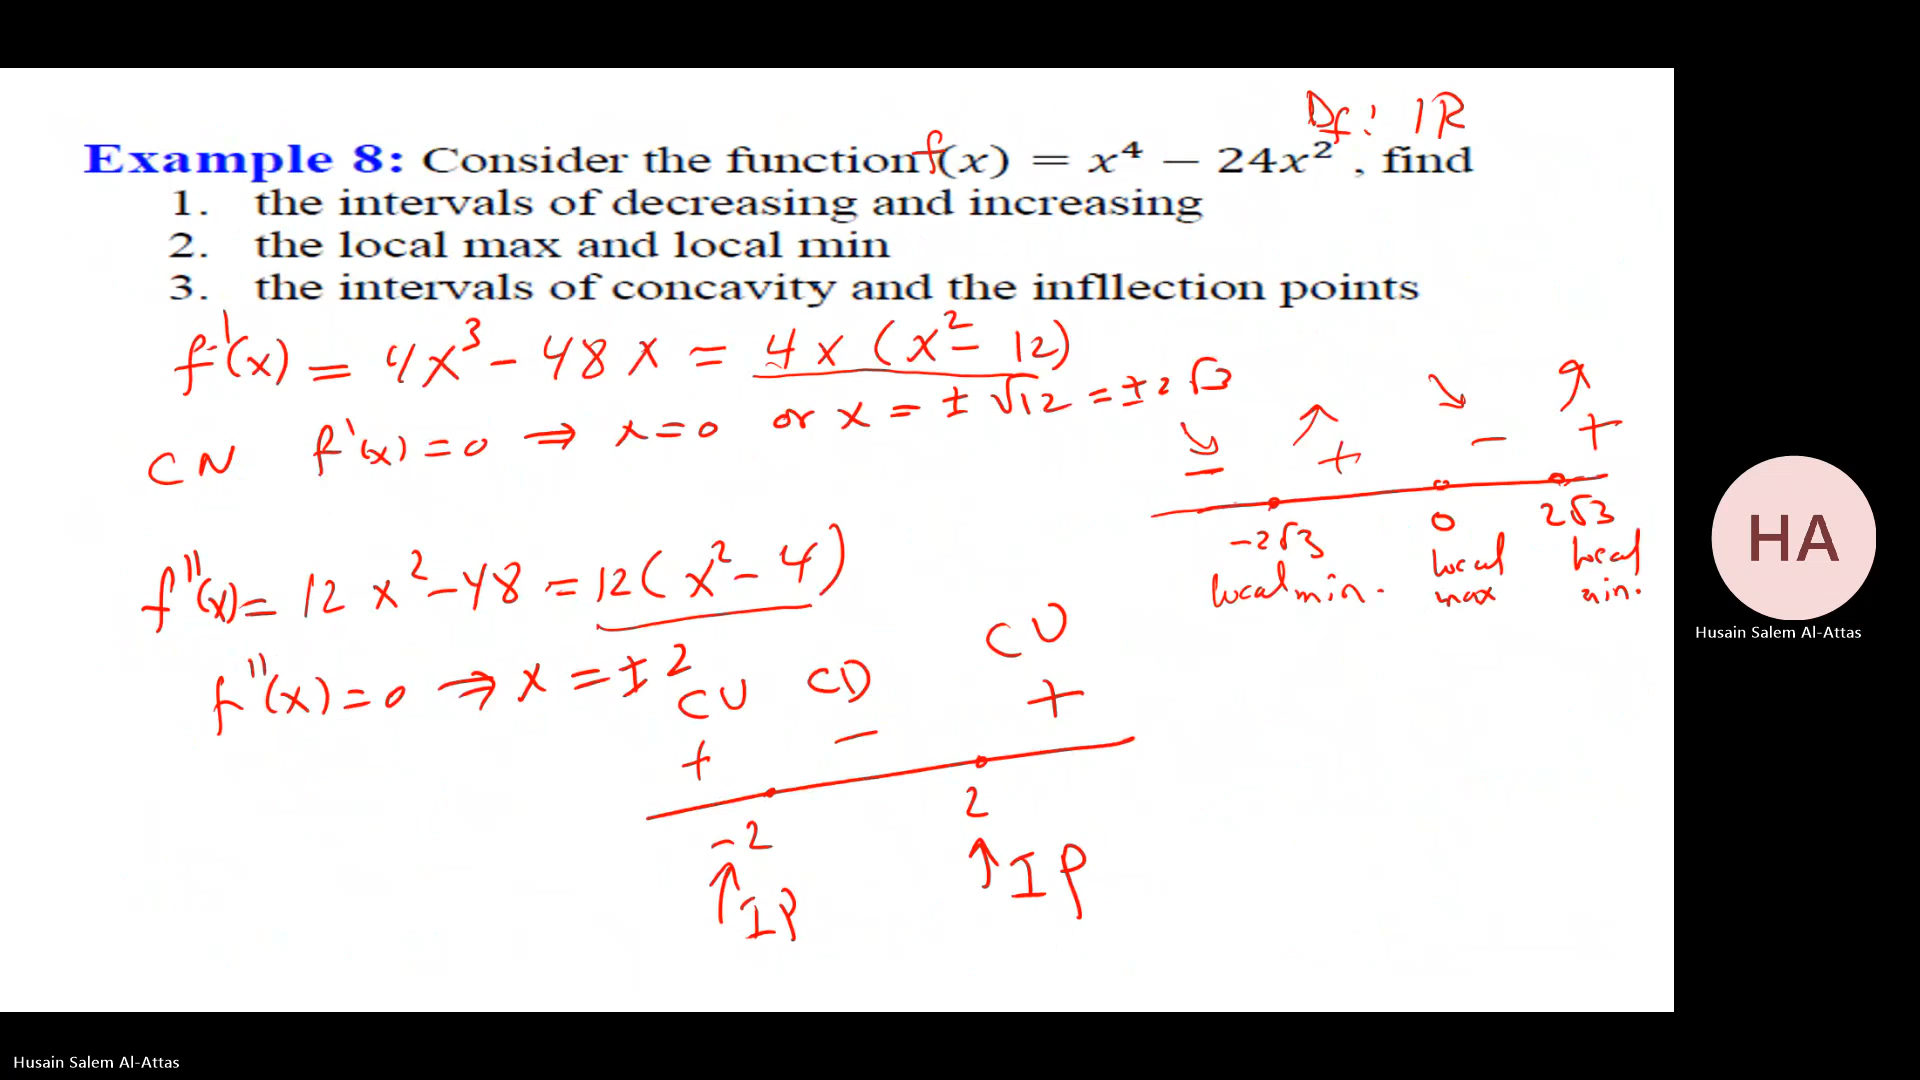 D_f : IR
Example 8: Consider the function f(x) = x⁴ − 24x² , find
1. the intervals of decreasing and increasing
2. the local max and local min
3. the intervals of concavity and the infllection points
f'(x) = 4x³ - 48x = 4x (x² - 12)
CN f'(x) = 0 ⇒ x = 0 or x = ± √12 = ± 2√3
↘ ↗ ↘ ↗
− + − +
-2√3 0 2√3
local min. local max local min.
f''(x) = 12x² - 48 = 12(x² - 4)
f''(x) = 0 ⇒ x = ± 2
CU CD CU
+ − +
-2 2
↑ IP ↑ IP
HA
Husain Salem Al-Attas
Husain Salem Al-Attas